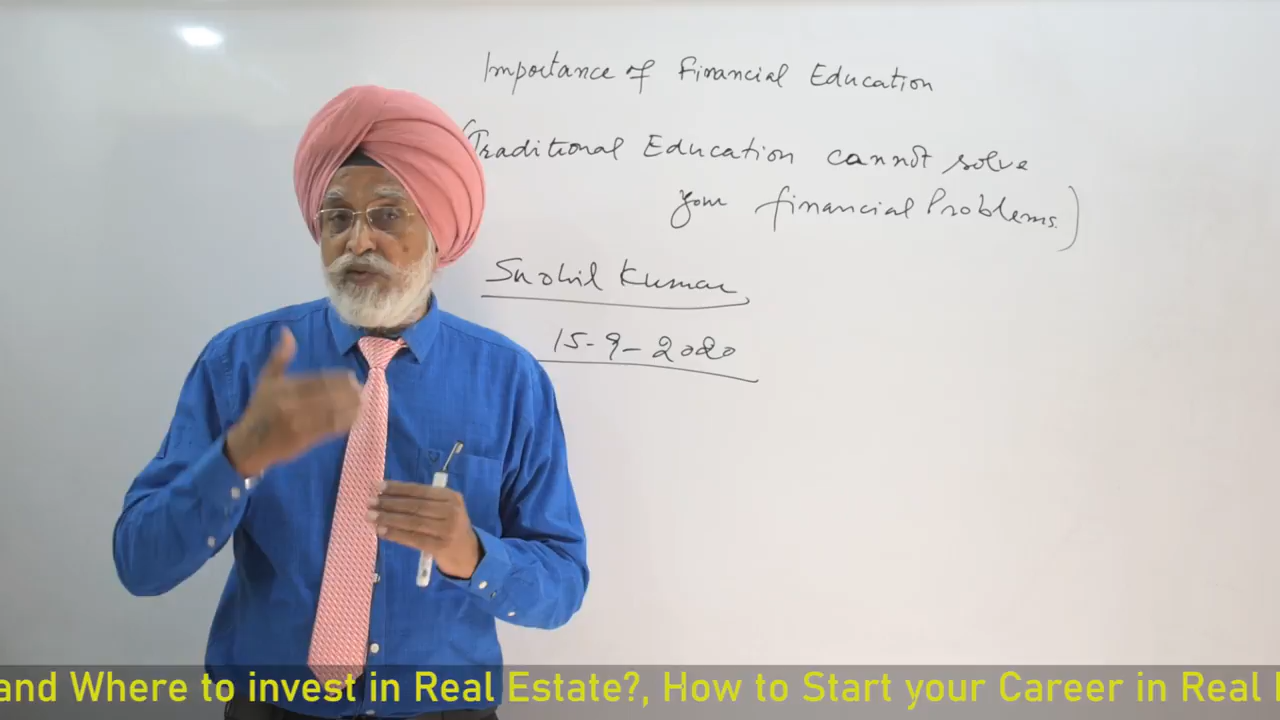 Importance of Financial Education
(Traditional Education cannot solve
your financial Problems.)
Kumar
15-9-2020
and Where to invest in Real Estate?, How to Start your Career in Real